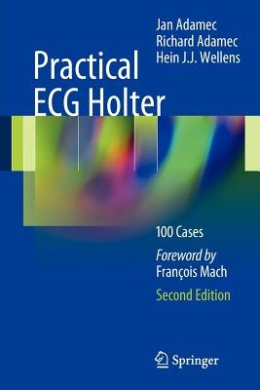 Jan Adamec
Richard Adamec
Hein J.J. Wellens
Practical
ECG Holter
100 Cases
Foreword by
François Mach
Second Edition
Springer